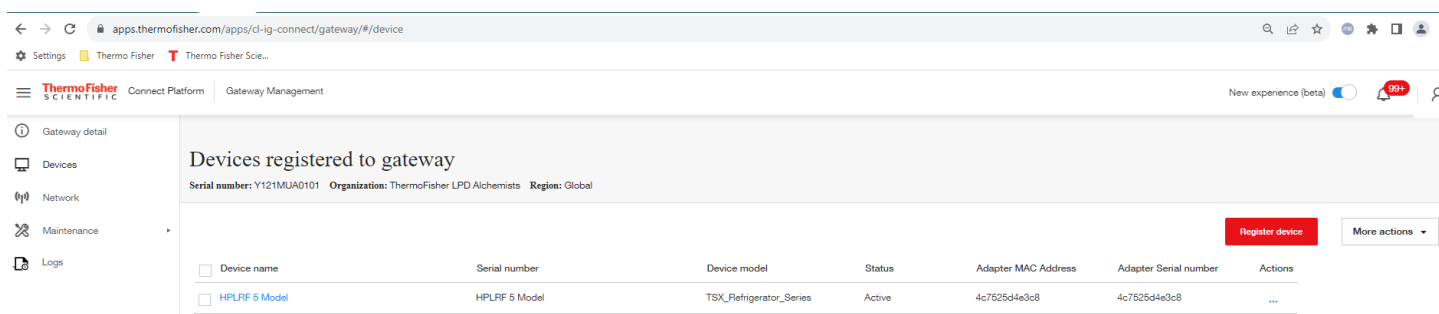 apps.thermofisher.com/apps/cl-ig-connect/gateway/#/device
Settings Thermo Fisher T Thermo Fisher Scie...
ThermoFisher SCIENTIFIC Connect Platform Gateway Management New experience (beta) 99+
Gateway detail
Devices
Network
Maintenance
Logs
Devices registered to gateway
Serial number: Y121MUA0101 Organization: ThermoFisher LPD Alchemists Region: Global
Register device More actions
Device name Serial number Device model Status Adapter MAC Address Adapter Serial number Actions
HPLRF 5 Model HPLRF 5 Model TSX_Refrigerator_Series Active 4c7525d4e3c8 4c7525d4e3c8 ...